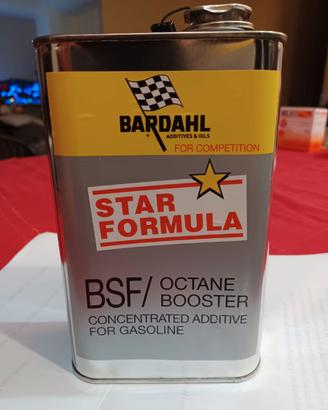 BARDAHL
ADDITIVES & OILS
FOR COMPETITION
STAR
FORMULA
BSF/ OCTANE
BOOSTER
CONCENTRATED ADDITIVE
FOR GASOLINE